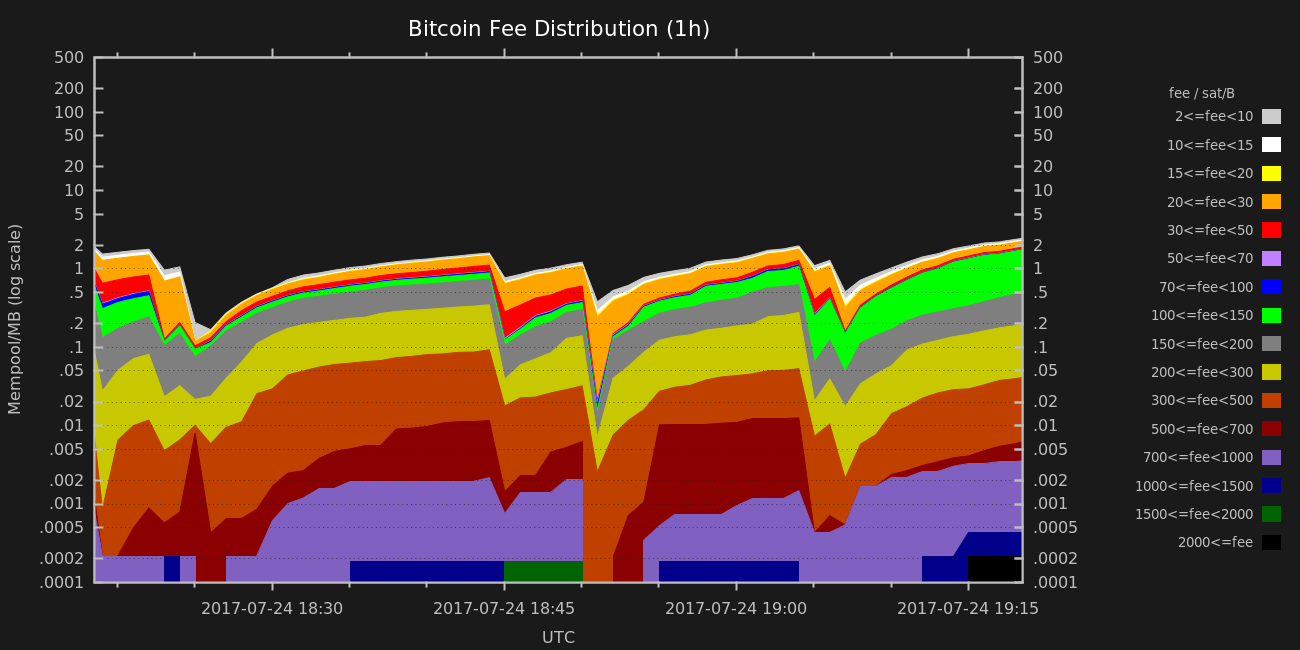 Bitcoin Fee Distribution (1h)
Mempool/MB (log scale)
500
200
100
50
20
10
5
2
1
.5
.2
.1
.05
.02
.01
.005
.002
.001
.0005
.0002
.0001
500
200
100
50
20
10
5
2
1
.5
.2
.1
.05
.02
.01
.005
.002
.001
.0005
.0002
.0001
2017-07-24 18:30
2017-07-24 18:45
2017-07-24 19:00
2017-07-24 19:15
UTC
fee / sat/B
2<=fee<10
10<=fee<15
15<=fee<20
20<=fee<30
30<=fee<50
50<=fee<70
70<=fee<100
100<=fee<150
150<=fee<200
200<=fee<300
300<=fee<500
500<=fee<700
700<=fee<1000
1000<=fee<1500
1500<=fee<2000
2000<=fee